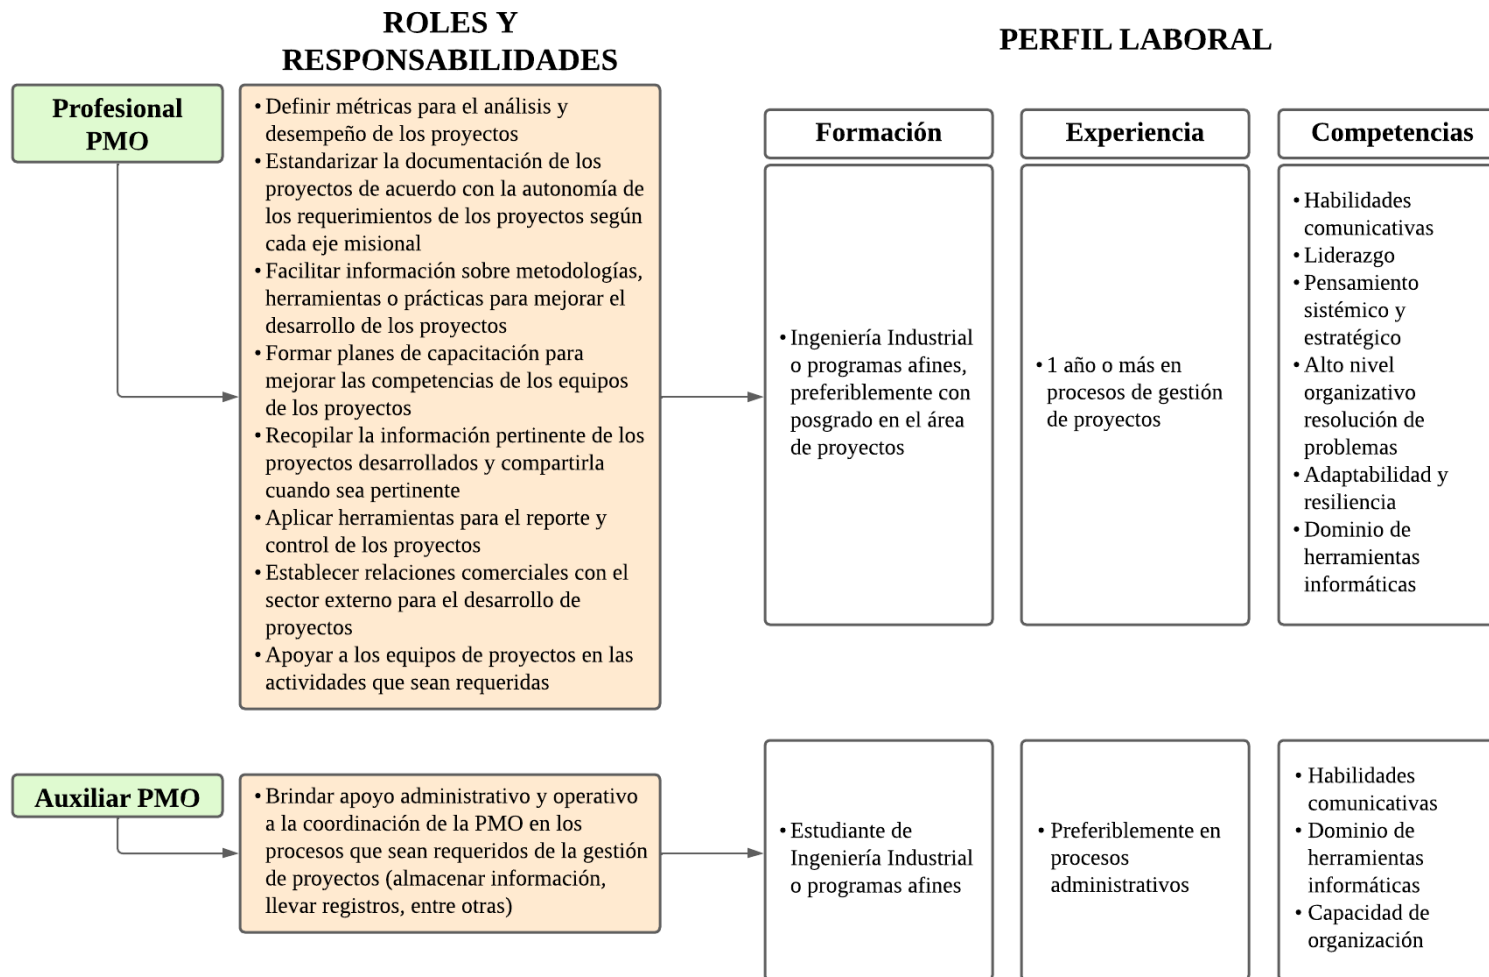 ROLES Y
RESPONSABILIDADES
PERFIL LABORAL
Profesional
PMO
• Definir métricas para el análisis y
desempeño de los proyectos
• Estandarizar la documentación de los
proyectos de acuerdo con la autonomía de
los requerimientos de los proyectos según
cada eje misional
• Facilitar información sobre metodologías,
herramientas o prácticas para mejorar el
desarrollo de los proyectos
• Formar planes de capacitación para
mejorar las competencias de los equipos
de los proyectos
• Recopilar la información pertinente de los
proyectos desarrollados y compartirla
cuando sea pertinente
• Aplicar herramientas para el reporte y
control de los proyectos
• Establecer relaciones comerciales con el
sector externo para el desarrollo de
proyectos
• Apoyar a los equipos de proyectos en las
actividades que sean requeridas
Formación
• Ingeniería Industrial
o programas afines,
preferiblemente con
posgrado en el área
de proyectos
Experiencia
• 1 año o más en
procesos de gestión
de proyectos
Competencias
• Habilidades
comunicativas
• Liderazgo
• Pensamiento
sistémico y
estratégico
• Alto nivel
organizativo
resolución de
problemas
• Adaptabilidad y
resiliencia
• Dominio de
herramientas
informáticas
Auxiliar PMO
• Brindar apoyo administrativo y operativo
a la coordinación de la PMO en los
procesos que sean requeridos de la gestión
de proyectos (almacenar información,
llevar registros, entre otras)
• Estudiante de
Ingeniería Industrial
o programas afines
• Preferiblemente en
procesos
administrativos
• Habilidades
comunicativas
• Dominio de
herramientas
informáticas
• Capacidad de
organización